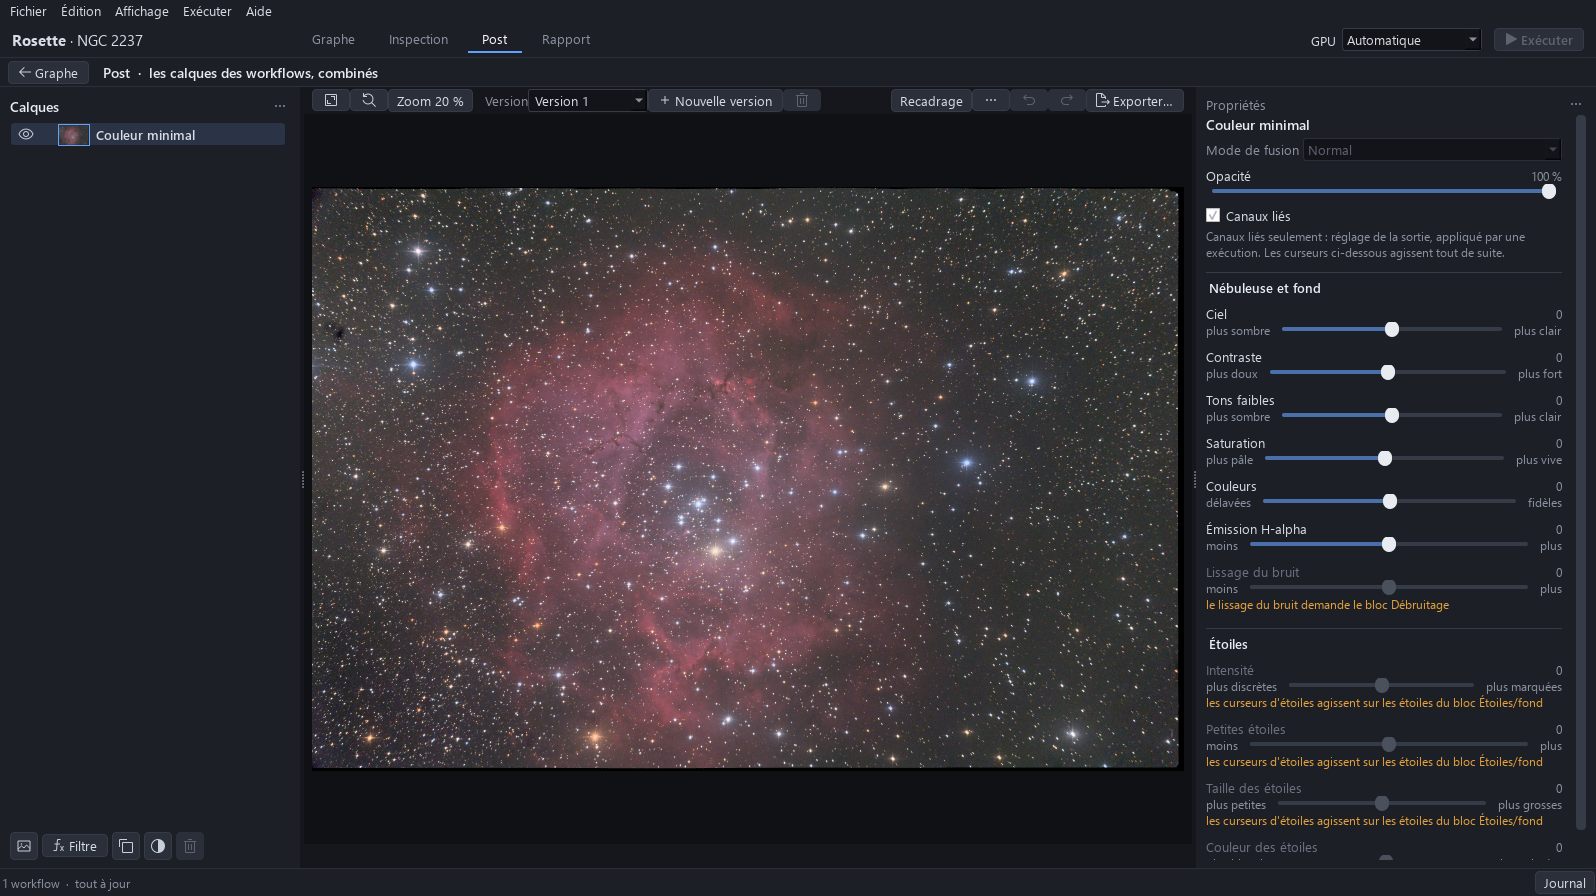 Fichier Édition Affichage Exécuter Aide
Rosette · NGC 2237 Graphe Inspection Post Rapport GPU Automatique Exécuter
Graphe Post · les calques des workflows, combinés
Calques ... Zoom 20 % Version Version 1 + Nouvelle version Recadrage ... Exporter...
Couleur minimal
Propriétés ...
Couleur minimal
Mode de fusion Normal
Opacité 100 %
Canaux liés
Canaux liés seulement : réglage de la sortie, appliqué par une
exécution. Les curseurs ci-dessous agissent tout de suite.
Nébuleuse et fond
Ciel 0
plus sombre plus clair
Contraste 0
plus doux plus fort
Tons faibles 0
plus sombre plus clair
Saturation 0
plus pâle plus vive
Couleurs 0
délavées fidèles
Émission H-alpha 0
moins plus
Lissage du bruit 0
moins plus
le lissage du bruit demande le bloc Débruitage
Étoiles
Intensité 0
plus discrètes plus marquées
les curseurs d'étoiles agissent sur les étoiles du bloc Étoiles/fond
Petites étoiles 0
moins plus
les curseurs d'étoiles agissent sur les étoiles du bloc Étoiles/fond
Taille des étoiles 0
plus petites plus grosses
les curseurs d'étoiles agissent sur les étoiles du bloc Étoiles/fond
Couleur des étoiles 0
fx Filtre
1 workflow · tout à jour Journal